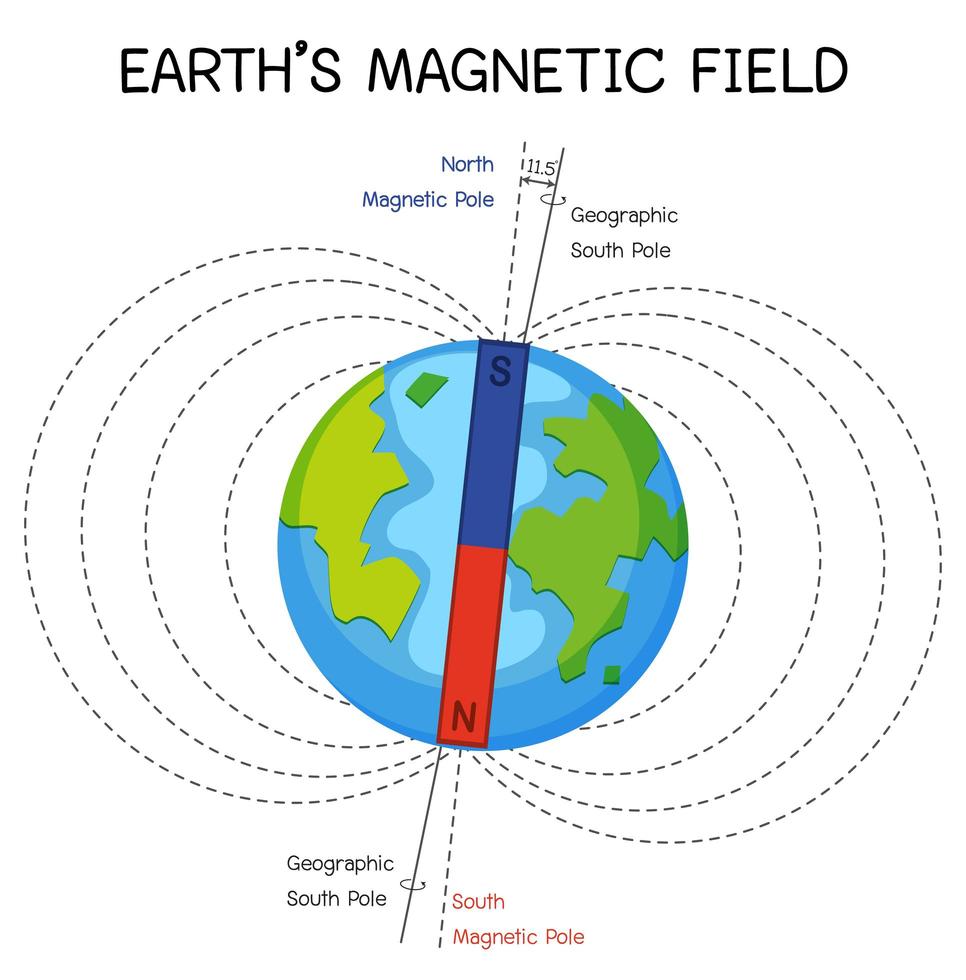 EARTH'S MAGNETIC FIELD
North
Magnetic Pole
11.5°
Geographic
South Pole
S
N
Geographic
South Pole
South
Magnetic Pole